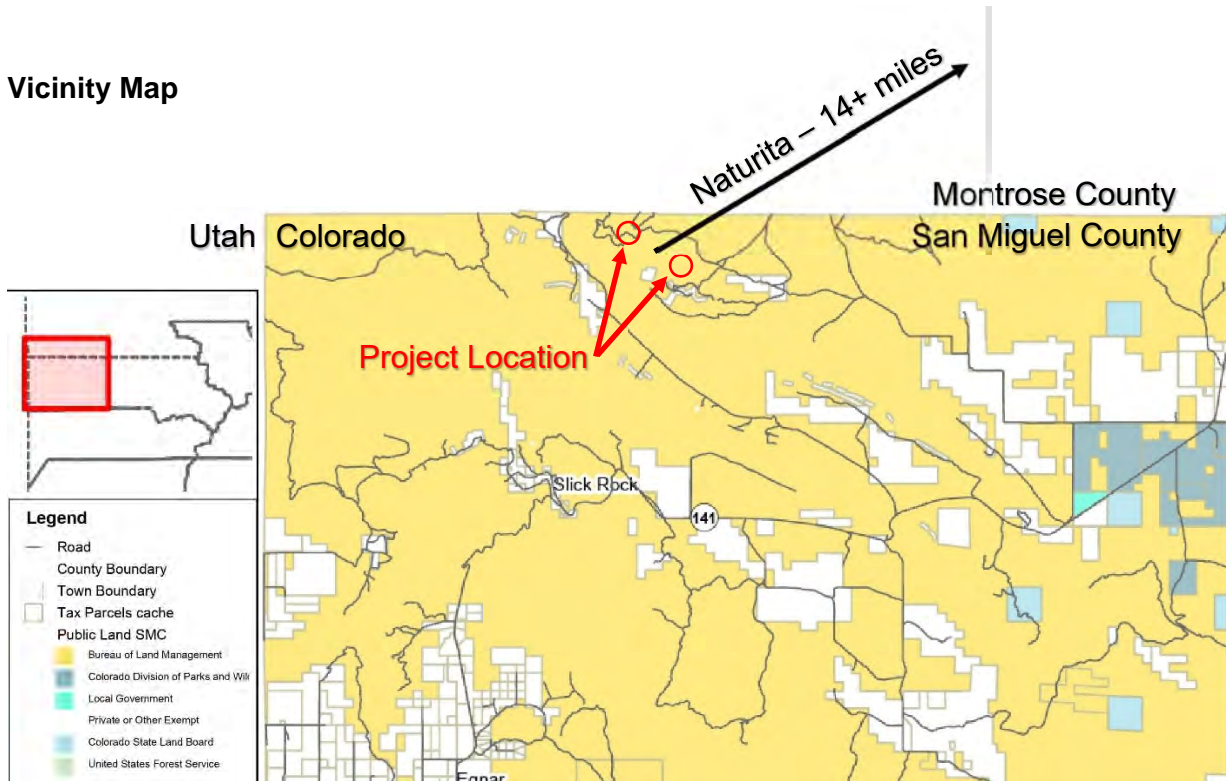 Vicinity Map
Naturita – 14+ miles
Montrose County
San Miguel County
Utah
Colorado
Project Location
Slick Rock
141
Egnar
Legend
Road
County Boundary
Town Boundary
Tax Parcels cache
Public Land SMC
Bureau of Land Management
Colorado Division of Parks and Wil
Local Government
Private or Other Exempt
Colorado State Land Board
United States Forest Service